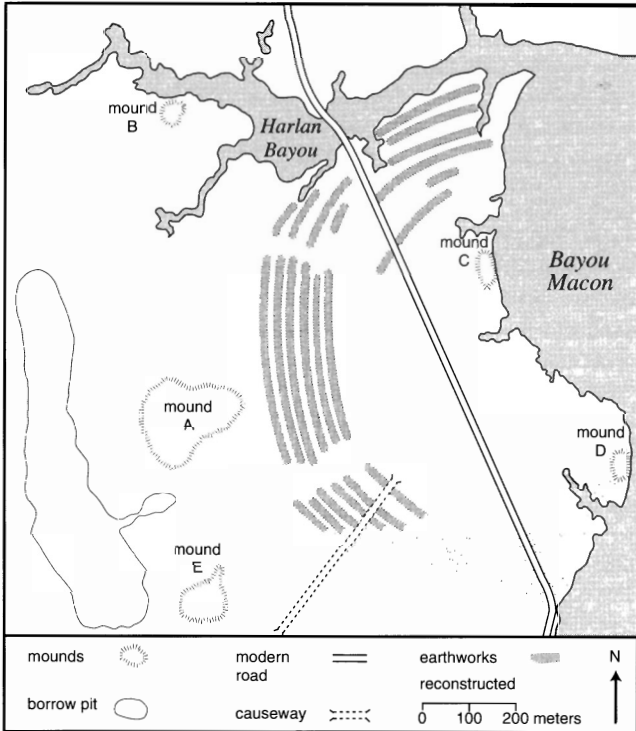 mound
B
Harlan
Bayou
mound
C
Bayou
Macon
mound
A
mound
D
mound
E
mounds
modern
road
earthworks
reconstructed
N
borrow pit
causeway
0 100 200 meters